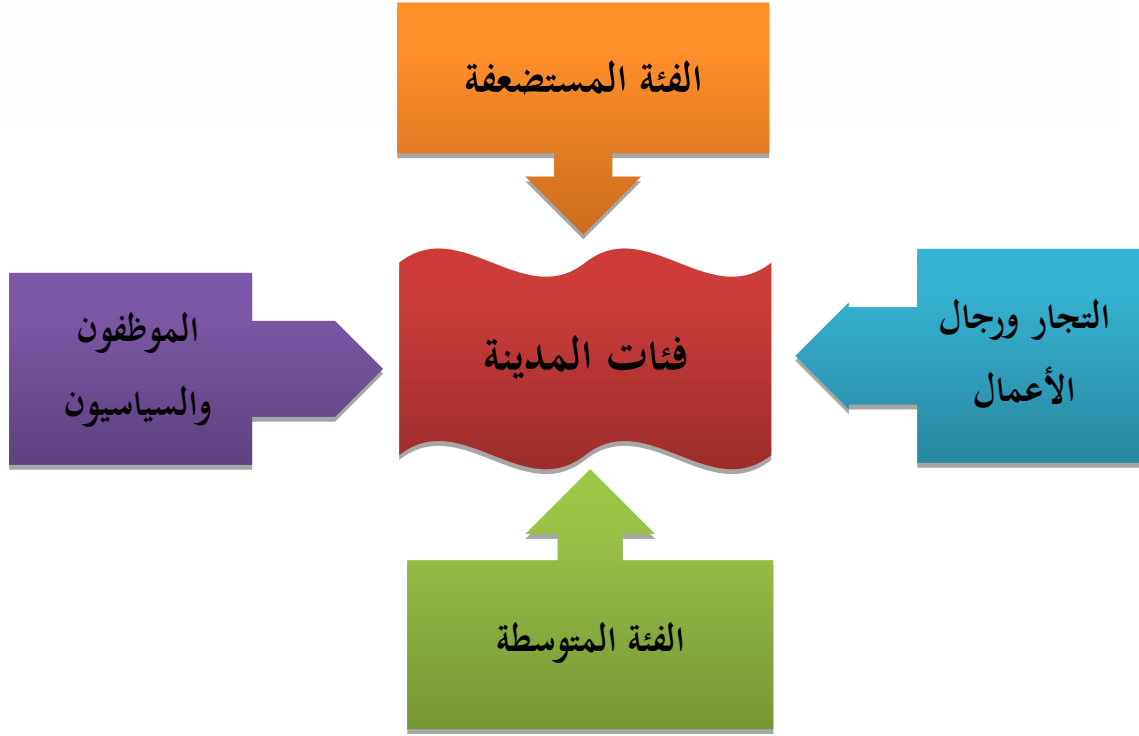 الفئة المستضعفة
التجار ورجال
الأعمال
فئات المدينة
الموظفون
والسياسيون
الفئة المتوسطة